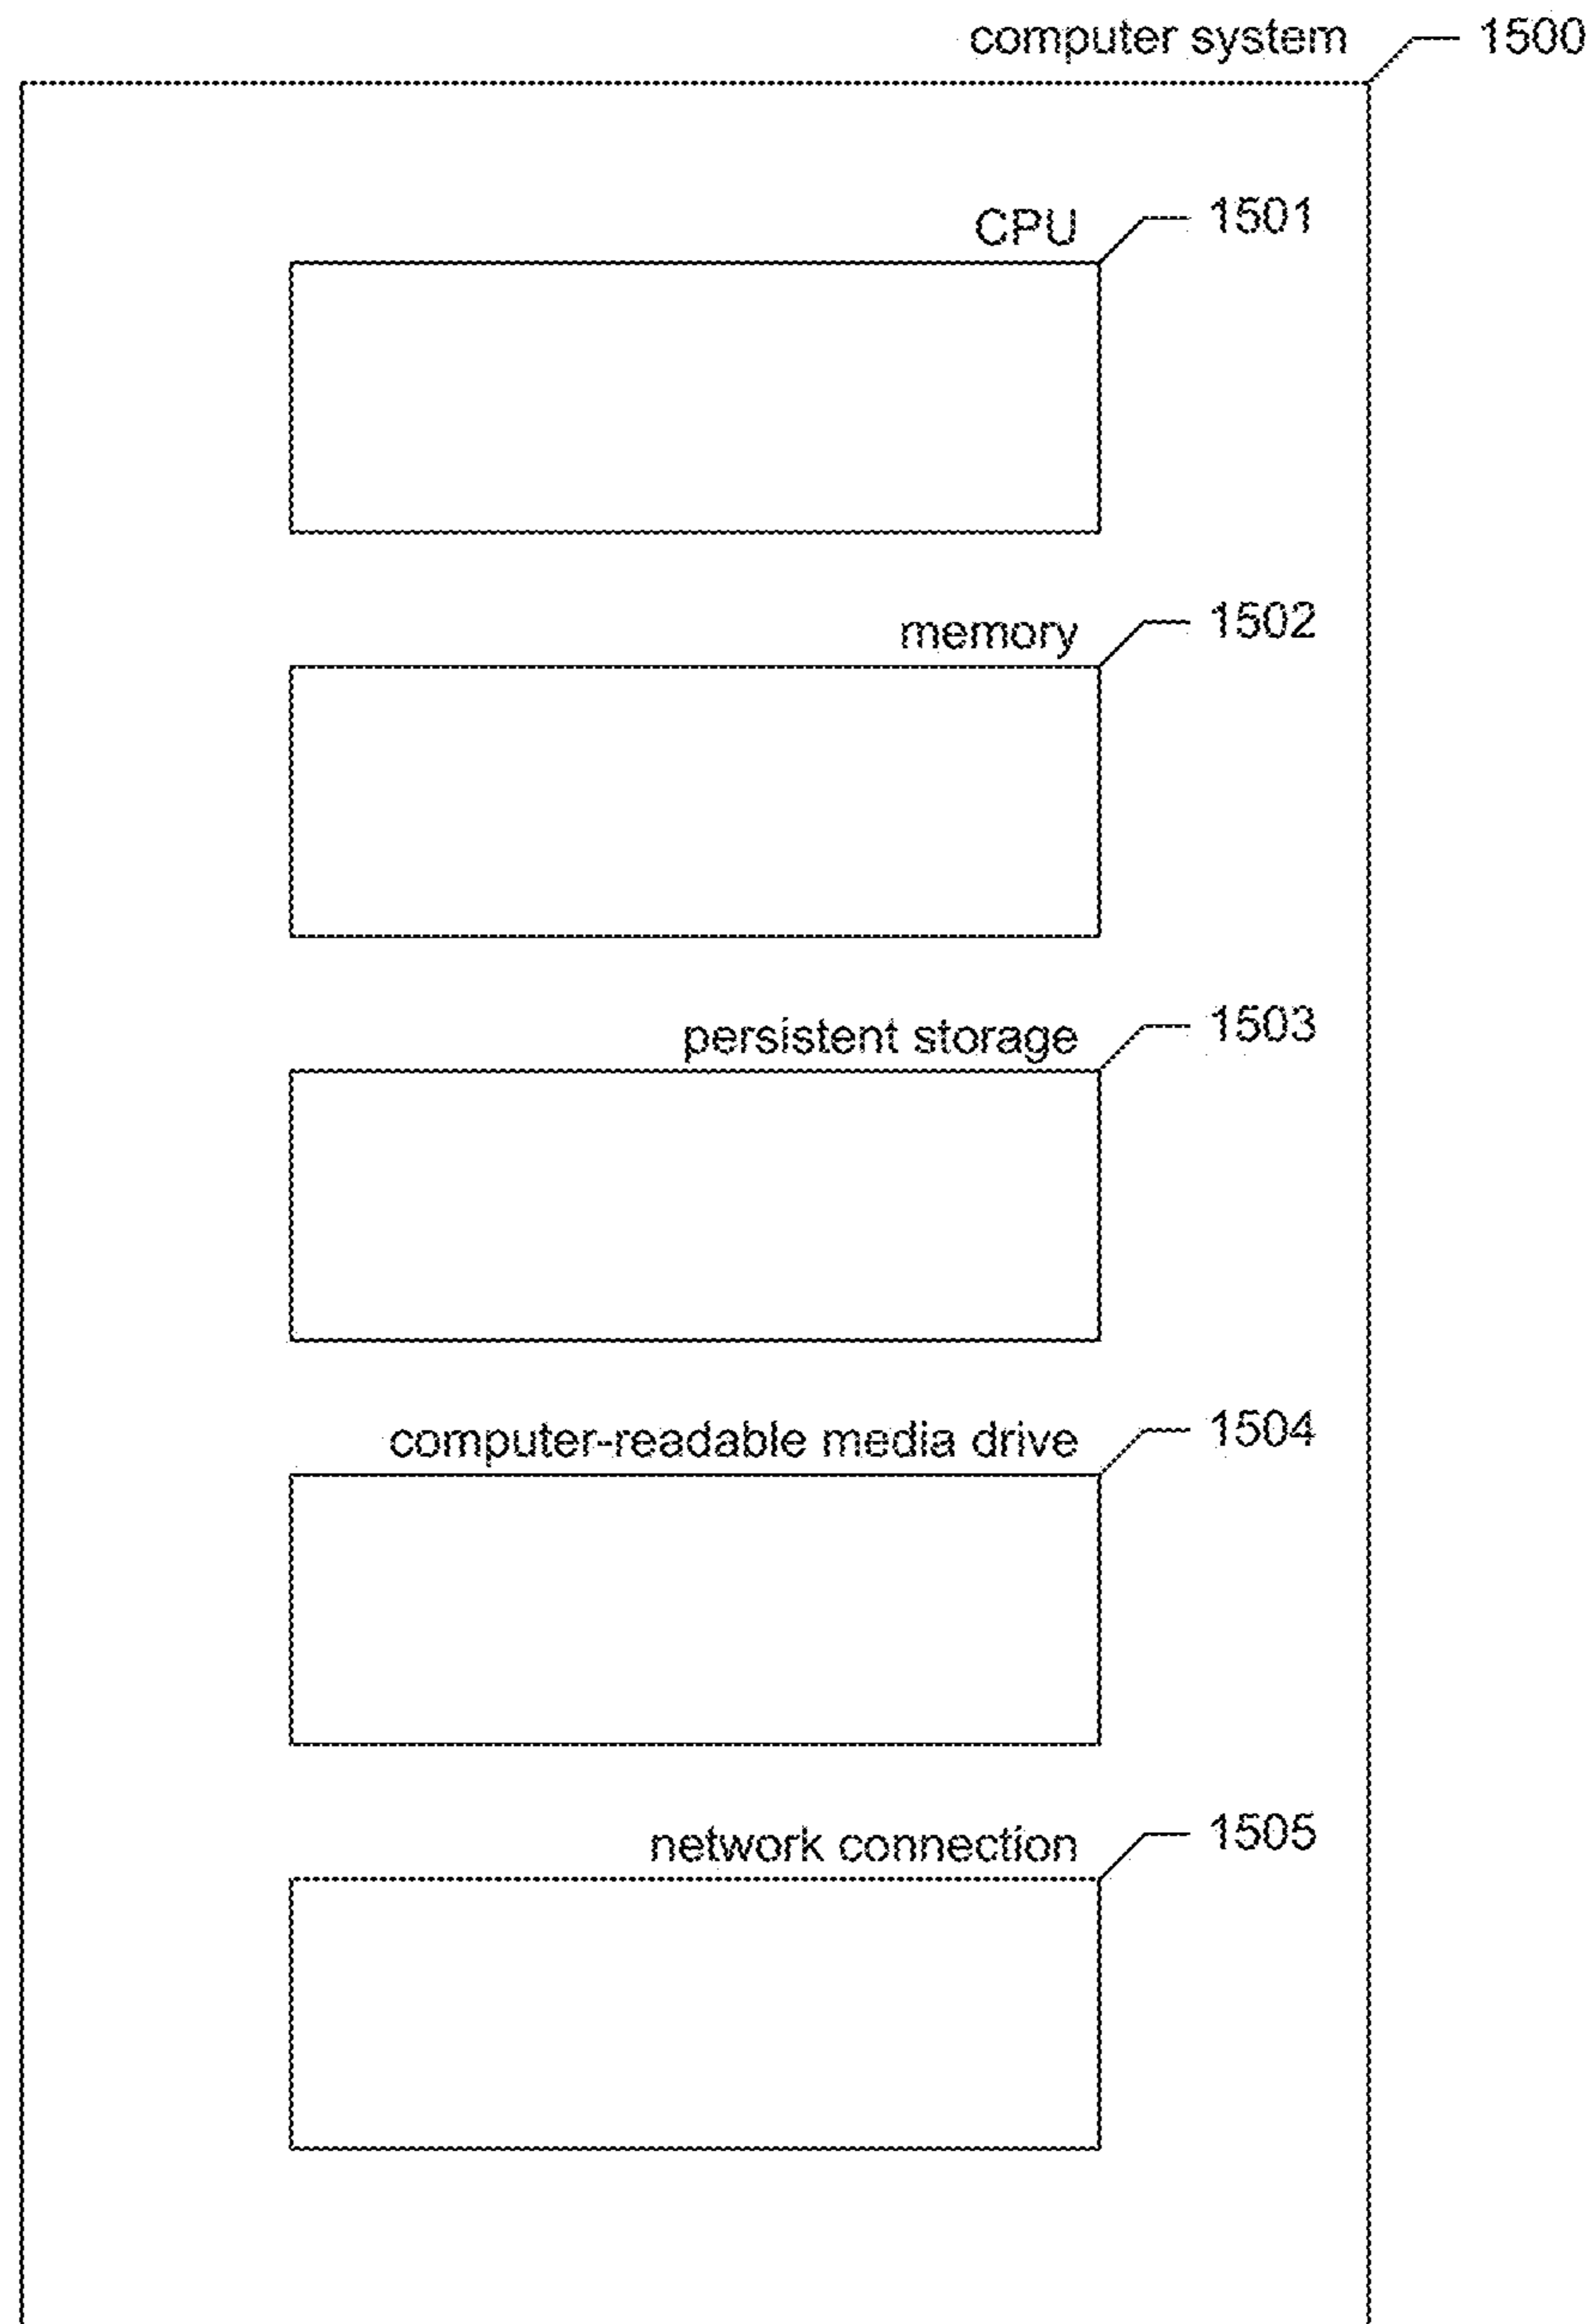 computer system 1500
CPU 1501
memory 1502
persistent storage 1503
computer-readable media drive 1504
network connection 1505